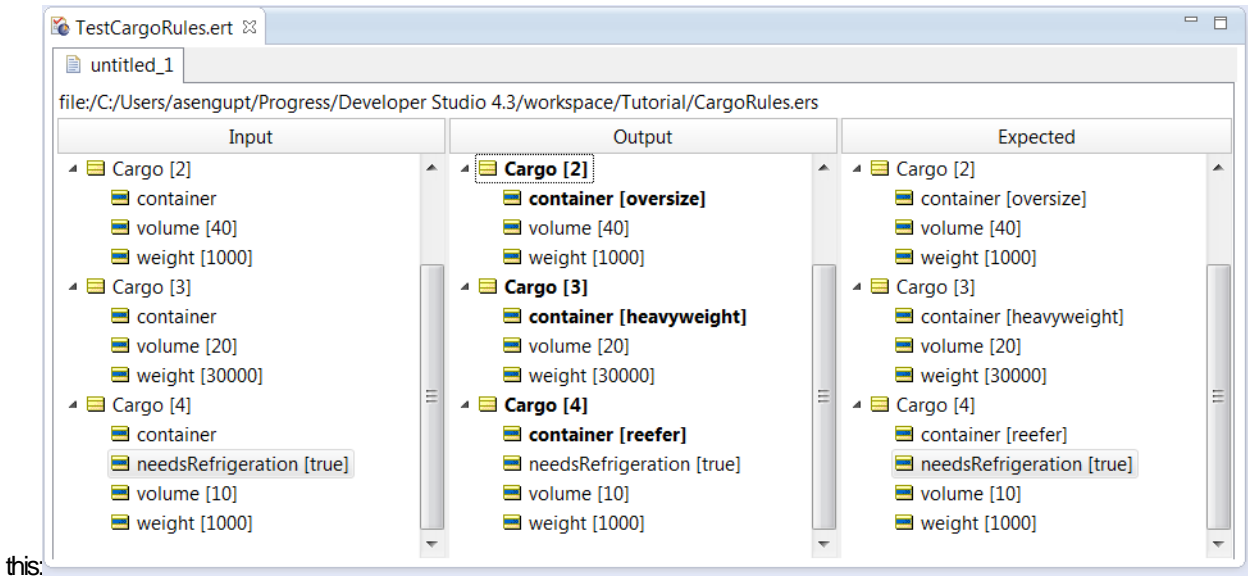 TestCargoRules.ert
untitled_1
file:/C:/Users/asengupt/Progress/Developer Studio 4.3/workspace/Tutorial/CargoRules.ers
Input Output Expected
Cargo [2] Cargo [2] Cargo [2]
container container [oversize] container [oversize]
volume [40] volume [40] volume [40]
weight [1000] weight [1000] weight [1000]
Cargo [3] Cargo [3] Cargo [3]
container container [heavyweight] container [heavyweight]
volume [20] volume [20] volume [20]
weight [30000] weight [30000] weight [30000]
Cargo [4] Cargo [4] Cargo [4]
container container [reefer] container [reefer]
needsRefrigeration [true] needsRefrigeration [true] needsRefrigeration [true]
volume [10] volume [10] volume [10]
weight [1000] weight [1000] weight [1000]
this: